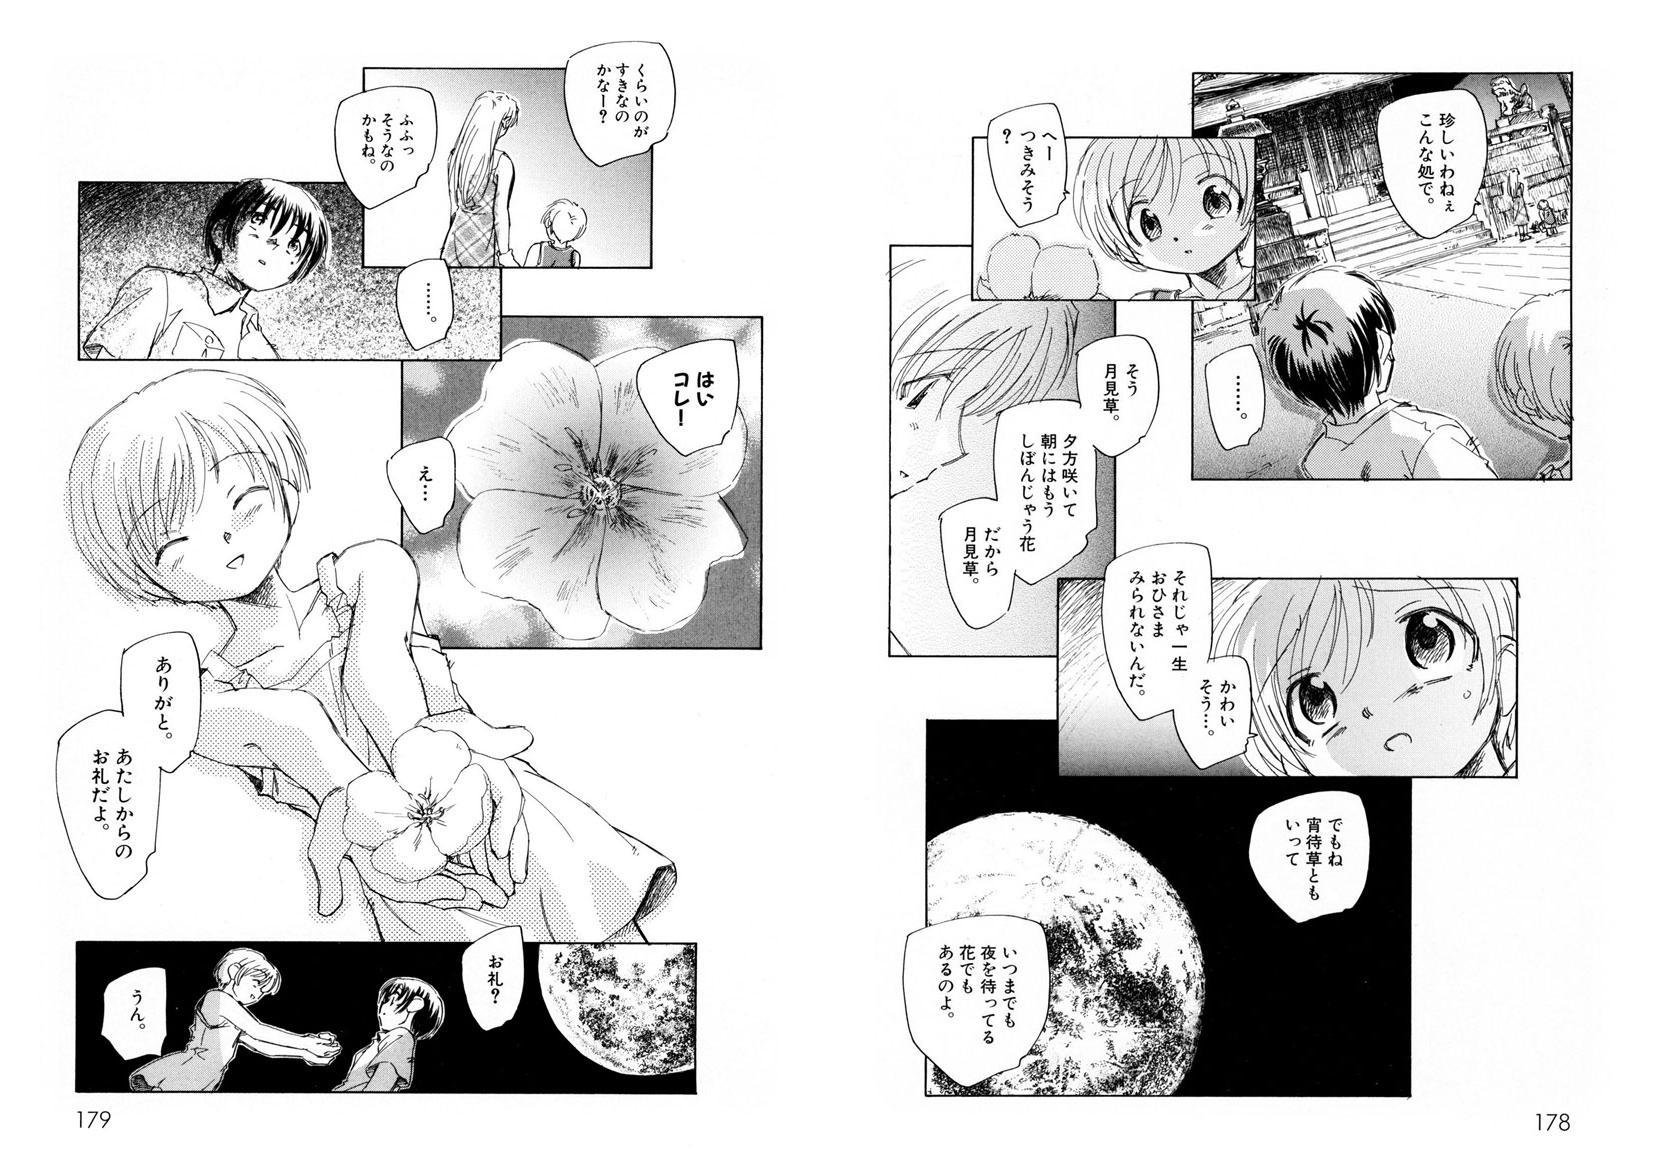 珍しいわねぇ
こんな処で。
……。
へー
つきみそう
？
そう
月見草。
夕方咲いて
朝にはもう
しぼんじゃう花
だから
月見草。
それじゃ一生
おひさま
みられないんだ。
かわい
そう…。
でもね
宵待草とも
いって
いつまでも
夜を待ってる
花でも
あるのよ。
178
くらいのが
すきなの
かなー？
ふふっ
そうなの
かもね。
……。
はい
コレ！
え…
ありがと。
あたしからの
お礼だよ。
お礼？
うん。
179